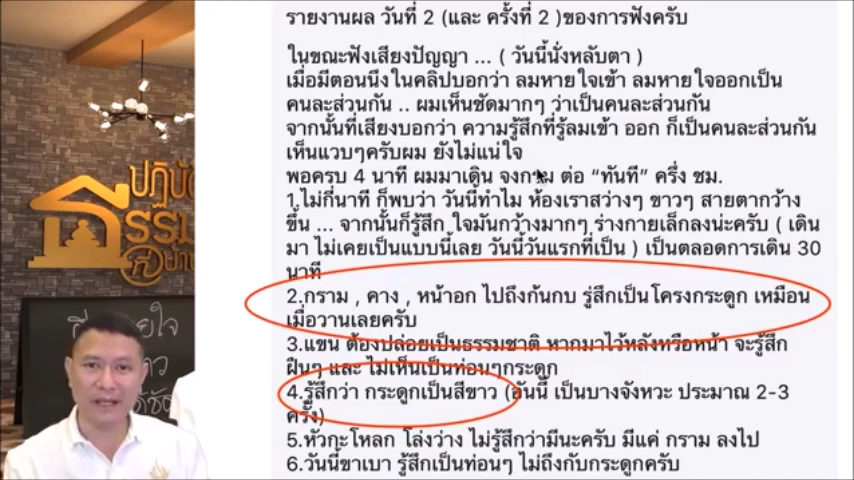 รายงานผล วันที่ 2 (และ ครั้งที่ 2 )ของการฟังครับ
ในขณะฟังเสียงปัญญา ... ( วันนี้นั่งหลับตา )
เมื่อมีตอนนึงในคลิปบอกว่า ลมหายใจเข้า ลมหายใจออกเป็น
คนละส่วนกัน .. ผมเห็นชัดมากๆ ว่าเป็นคนละส่วนกัน
จากนั้นที่เสียงบอกว่า ความรู้สึกที่รู้ลมเข้า ออก ก็เป็นคนละส่วนกัน
เห็นแวบๆครับผม ยังไม่แน่ใจ
พอครบ 4 นาที ผมมาเดิน จงกรม ต่อ “ทันที” ครึ่ง ชม.
1.ไม่กี่นาที ก็พบว่า วันนี้ทำไม ห้องเราสว่างๆ ขาวๆ สายตากว้าง
ขึ้น ... จากนั้นก็รู้สึก ใจมันกว้างมากๆ ร่างกายเล็กลงน่ะครับ ( เดิน
มา ไม่เคยเป็นแบบนี้เลย วันนี้วันแรกที่เป็น ) เป็นตลอดการเดิน 30
นาที
2.กราม , คาง , หน้าอก ไปถึงก้นกบ รู่สึกเป็นโครงกระดูก เหมือน
เมื่อวานเลยครับ
3.แขน ต้องปล่อยเป็นธรรมชาติ หากมาไว้หลังหรือหน้า จะรู้สึก
ฝืนๆ และ ไม่เห็นเป็นท่อนๆกระดูก
4.รู้สึกว่า กระดูกเป็นสีขาว (อันนี้ เป็นบางจังหวะ ประมาณ 2-3
ครั้ง)
5.หัวกะโหลก โล่งว่าง ไม่รู้สึกว่ามีนะครับ มีแค่ กราม ลงไป
6.วันนี้ขาเบา รู้สึกเป็นท่อนๆ ไม่ถึงกับกระดูกครับ
ปฏิบัติ
ธรรม
ที่